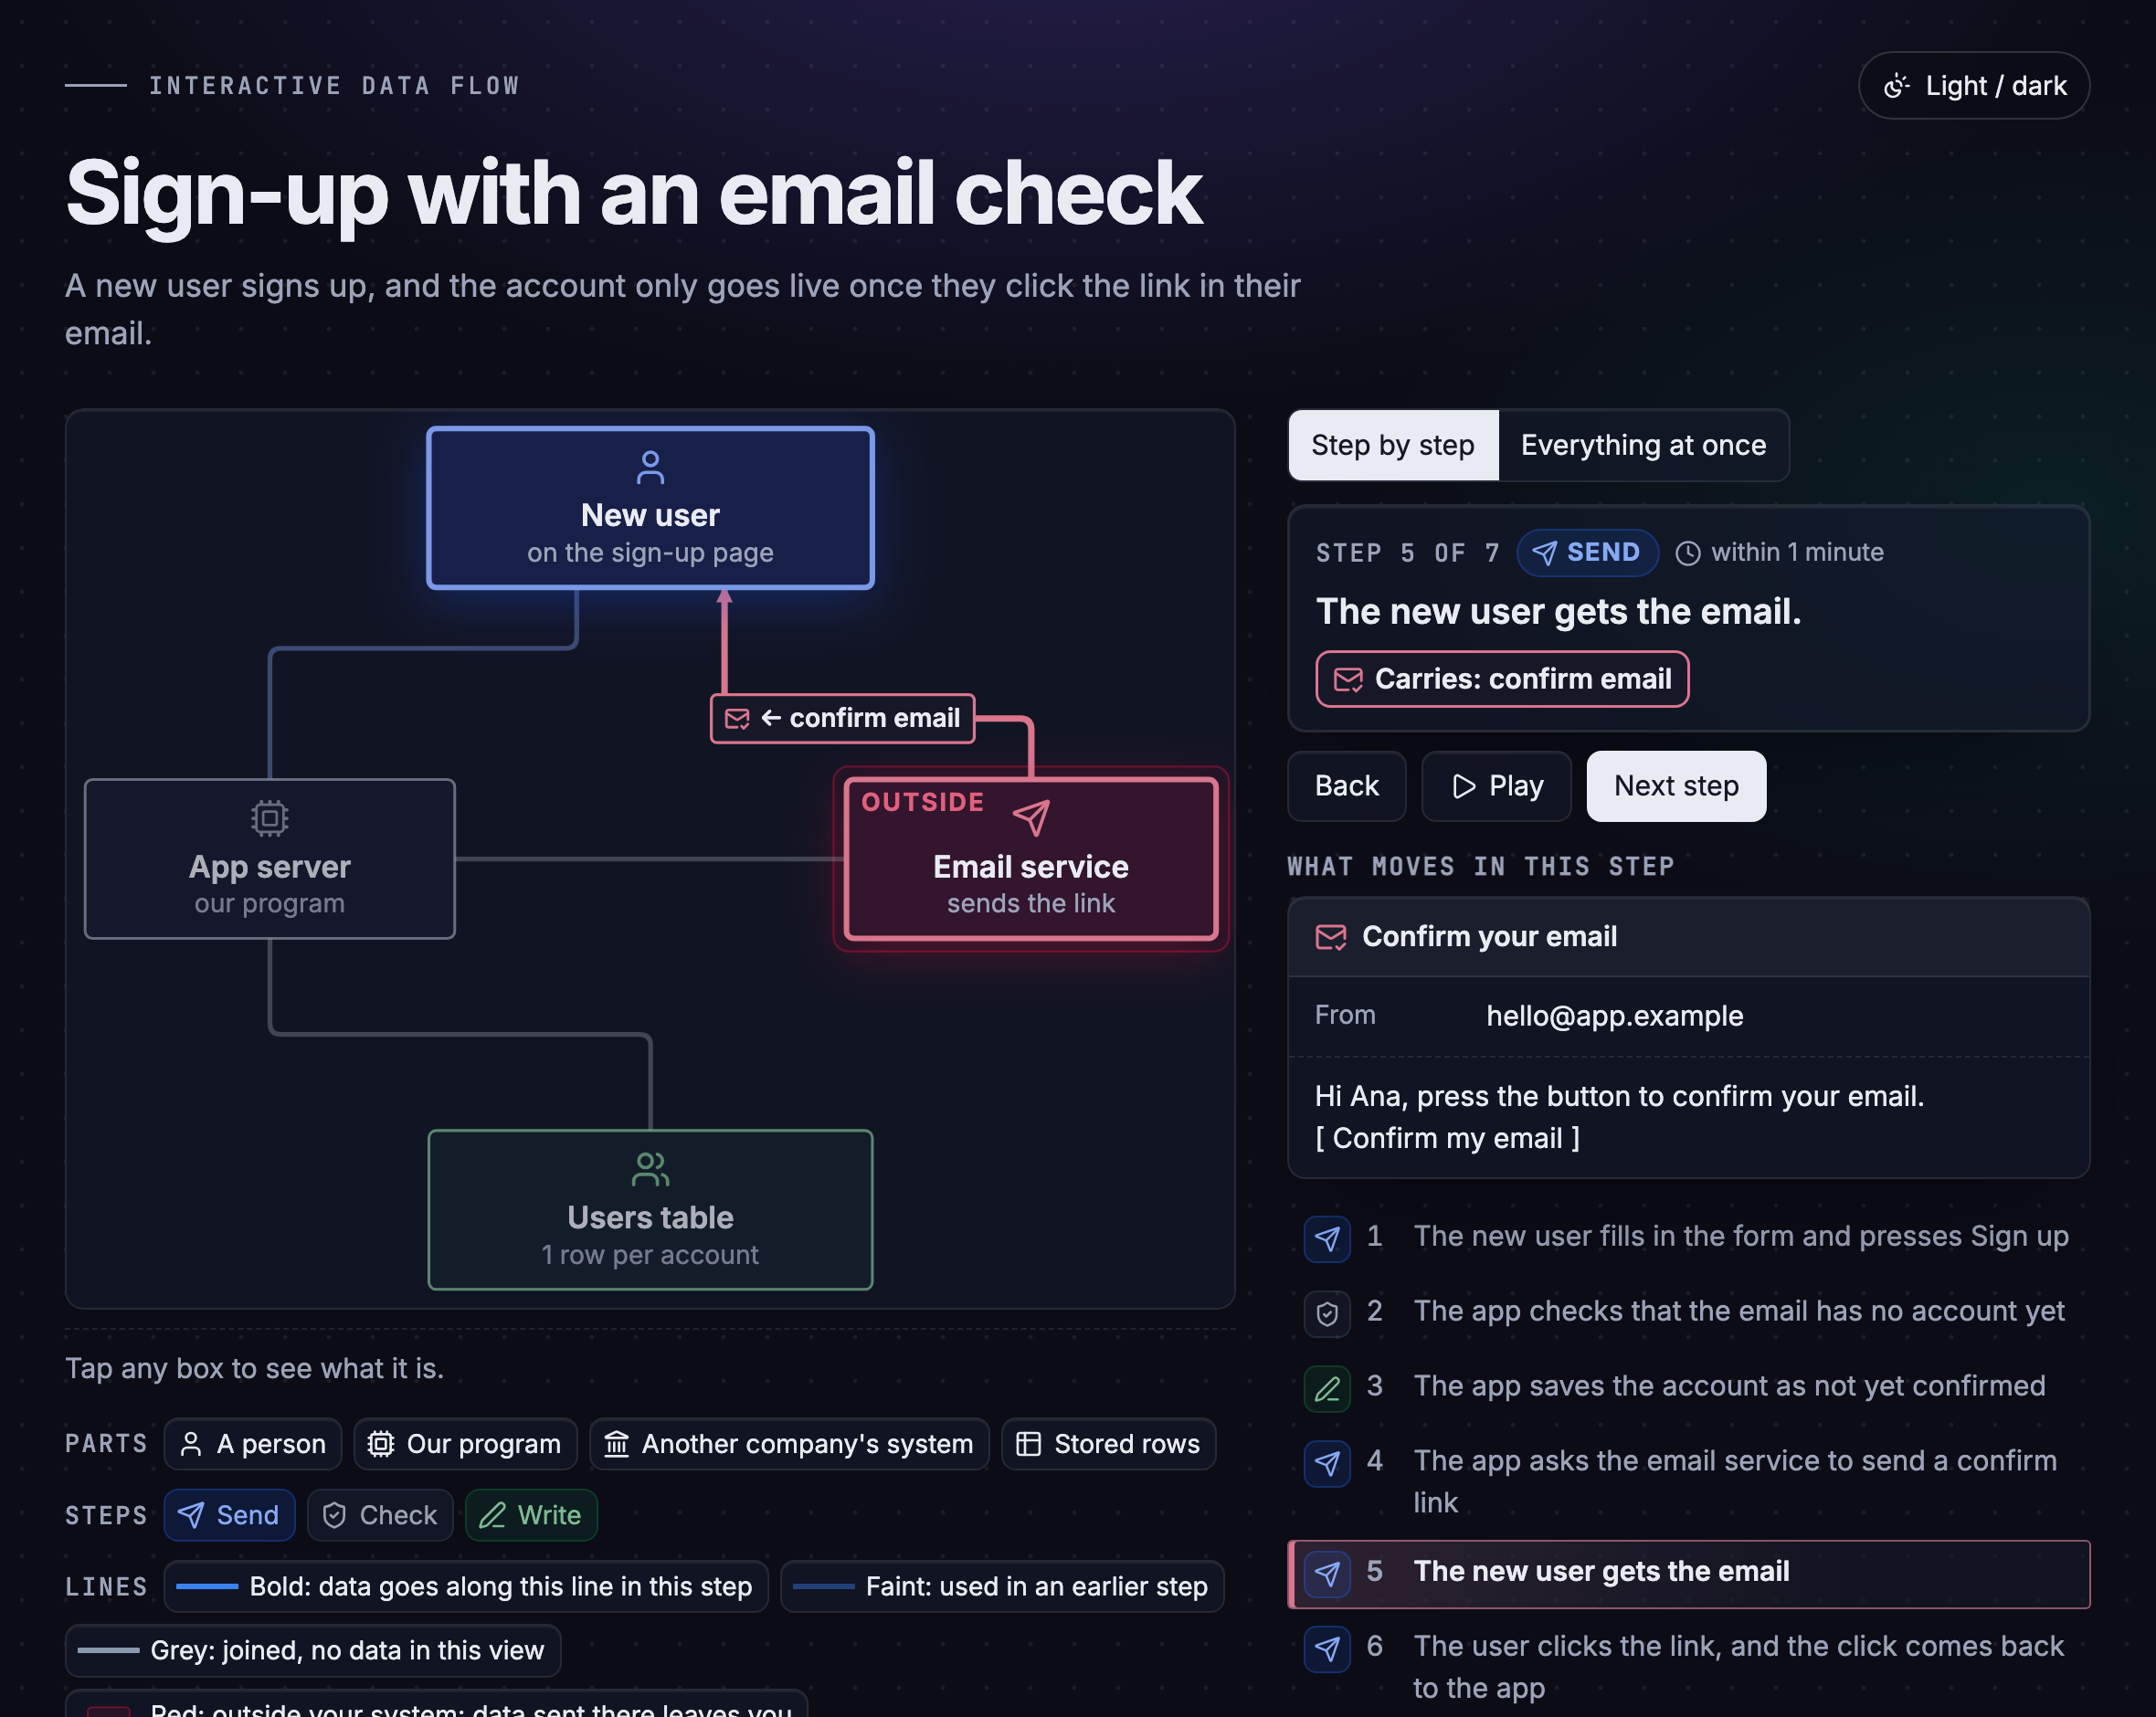 INTERACTIVE DATA FLOW
Light / dark
Sign-up with an email check
A new user signs up, and the account only goes live once they click the link in their
email.
New user
on the sign-up page
← confirm email
App server
our program
OUTSIDE
Email service
sends the link
Users table
1 row per account
Tap any box to see what it is.
PARTS A person Our program Another company's system Stored rows
STEPS Send Check Write
LINES Bold: data goes along this line in this step Faint: used in an earlier step
Grey: joined, no data in this view
Red: outside your system: data sent there leaves you
Step by step Everything at once
STEP 5 OF 7 SEND within 1 minute
The new user gets the email.
Carries: confirm email
Back Play Next step
WHAT MOVES IN THIS STEP
Confirm your email
From hello@app.example
Hi Ana, press the button to confirm your email.
[ Confirm my email ]
1 The new user fills in the form and presses Sign up
2 The app checks that the email has no account yet
3 The app saves the account as not yet confirmed
4 The app asks the email service to send a confirm
link
5 The new user gets the email
6 The user clicks the link, and the click comes back
to the app